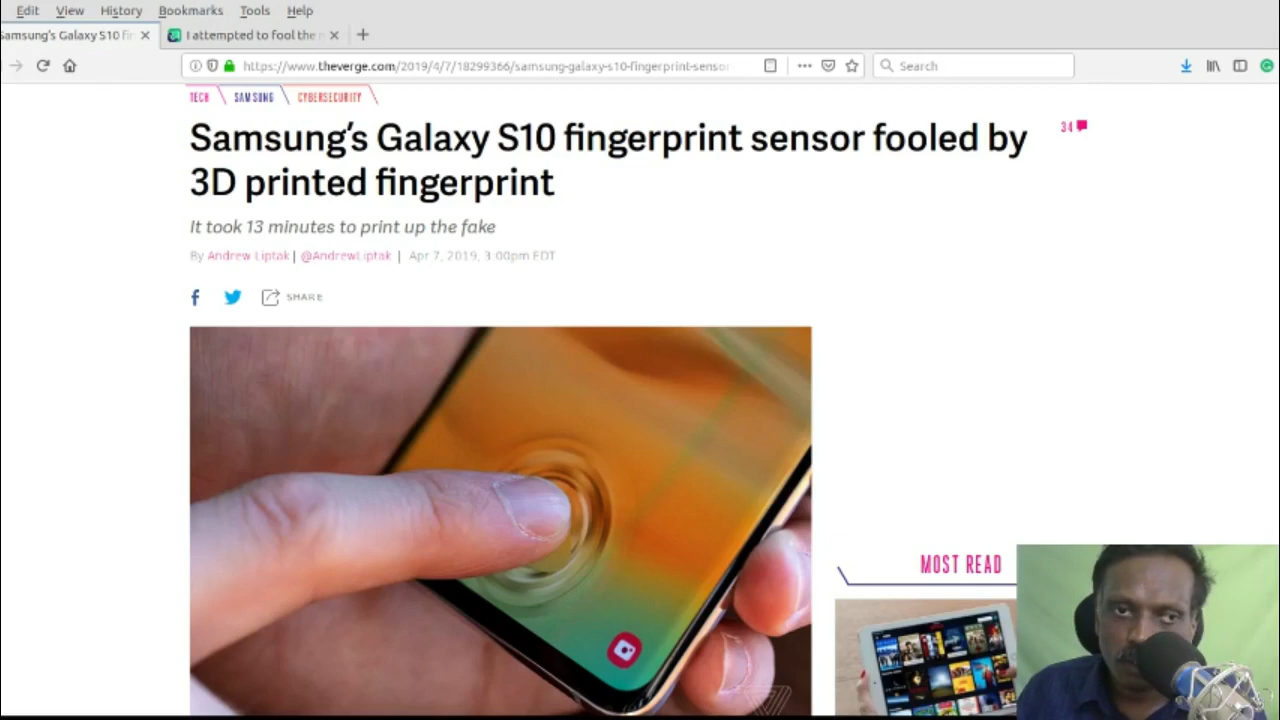 Edit View History Bookmarks Tools Help
Samsung's Galaxy S10 fin
I attempted to fool the
https://www.theverge.com/2019/4/7/18299366/samsung-galaxy-s10-fingerprint-senso
Search
TECH SAMSUNG CYBERSECURITY
Samsung's Galaxy S10 fingerprint sensor fooled by
3D printed fingerprint
34
It took 13 minutes to print up the fake
By Andrew Liptak | @AndrewLiptak | Apr 7, 2019, 3:00pm EDT
SHARE
MOST READ